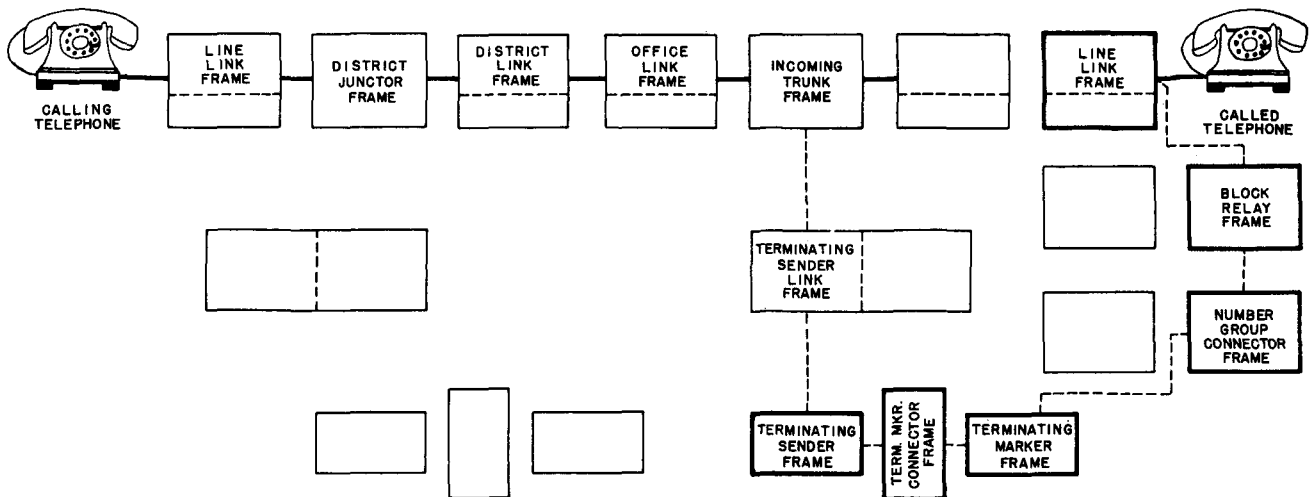 CALLING
TELEPHONE
LINE
LINK
FRAME
DISTRICT
JUNCTOR
FRAME
DISTRICT
LINK
FRAME
OFFICE
LINK
FRAME
INCOMING
TRUNK
FRAME
LINE
LINK
FRAME
CALLED
TELEPHONE
BLOCK
RELAY
FRAME
TERMINATING
SENDER
LINK
FRAME
NUMBER
GROUP
CONNECTOR
FRAME
TERMINATING
SENDER
FRAME
TERM. MKR.
CONNECTOR
FRAME
TERMINATING
MARKER
FRAME